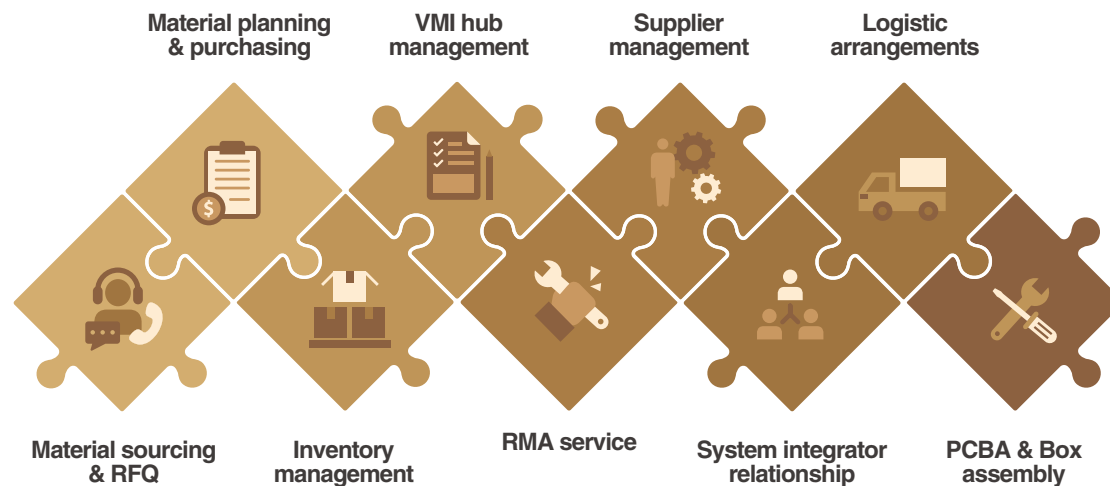 Material planning
& purchasing
VMI hub
management
Supplier
management
Logistic
arrangements
$
Material sourcing
& RFQ
Inventory
management
RMA service
System integrator
relationship
PCBA & Box
assembly